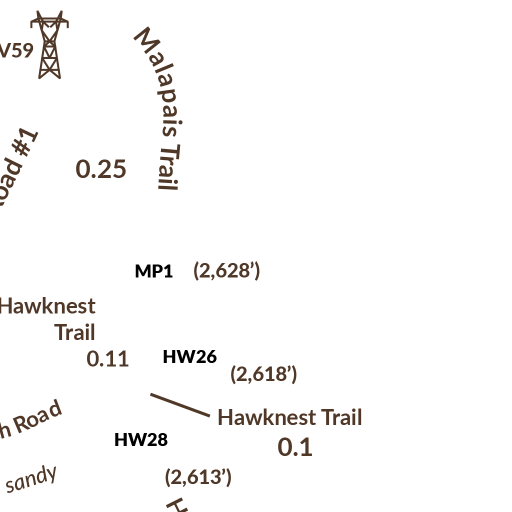 V59
Malapais Trail
oad #1
0.25
MP1 (2,628’)
Hawknest
Trail
0.11
HW26
(2,618’)
Hawknest Trail
0.1
h Road
HW28
sandy
(2,613’)
H